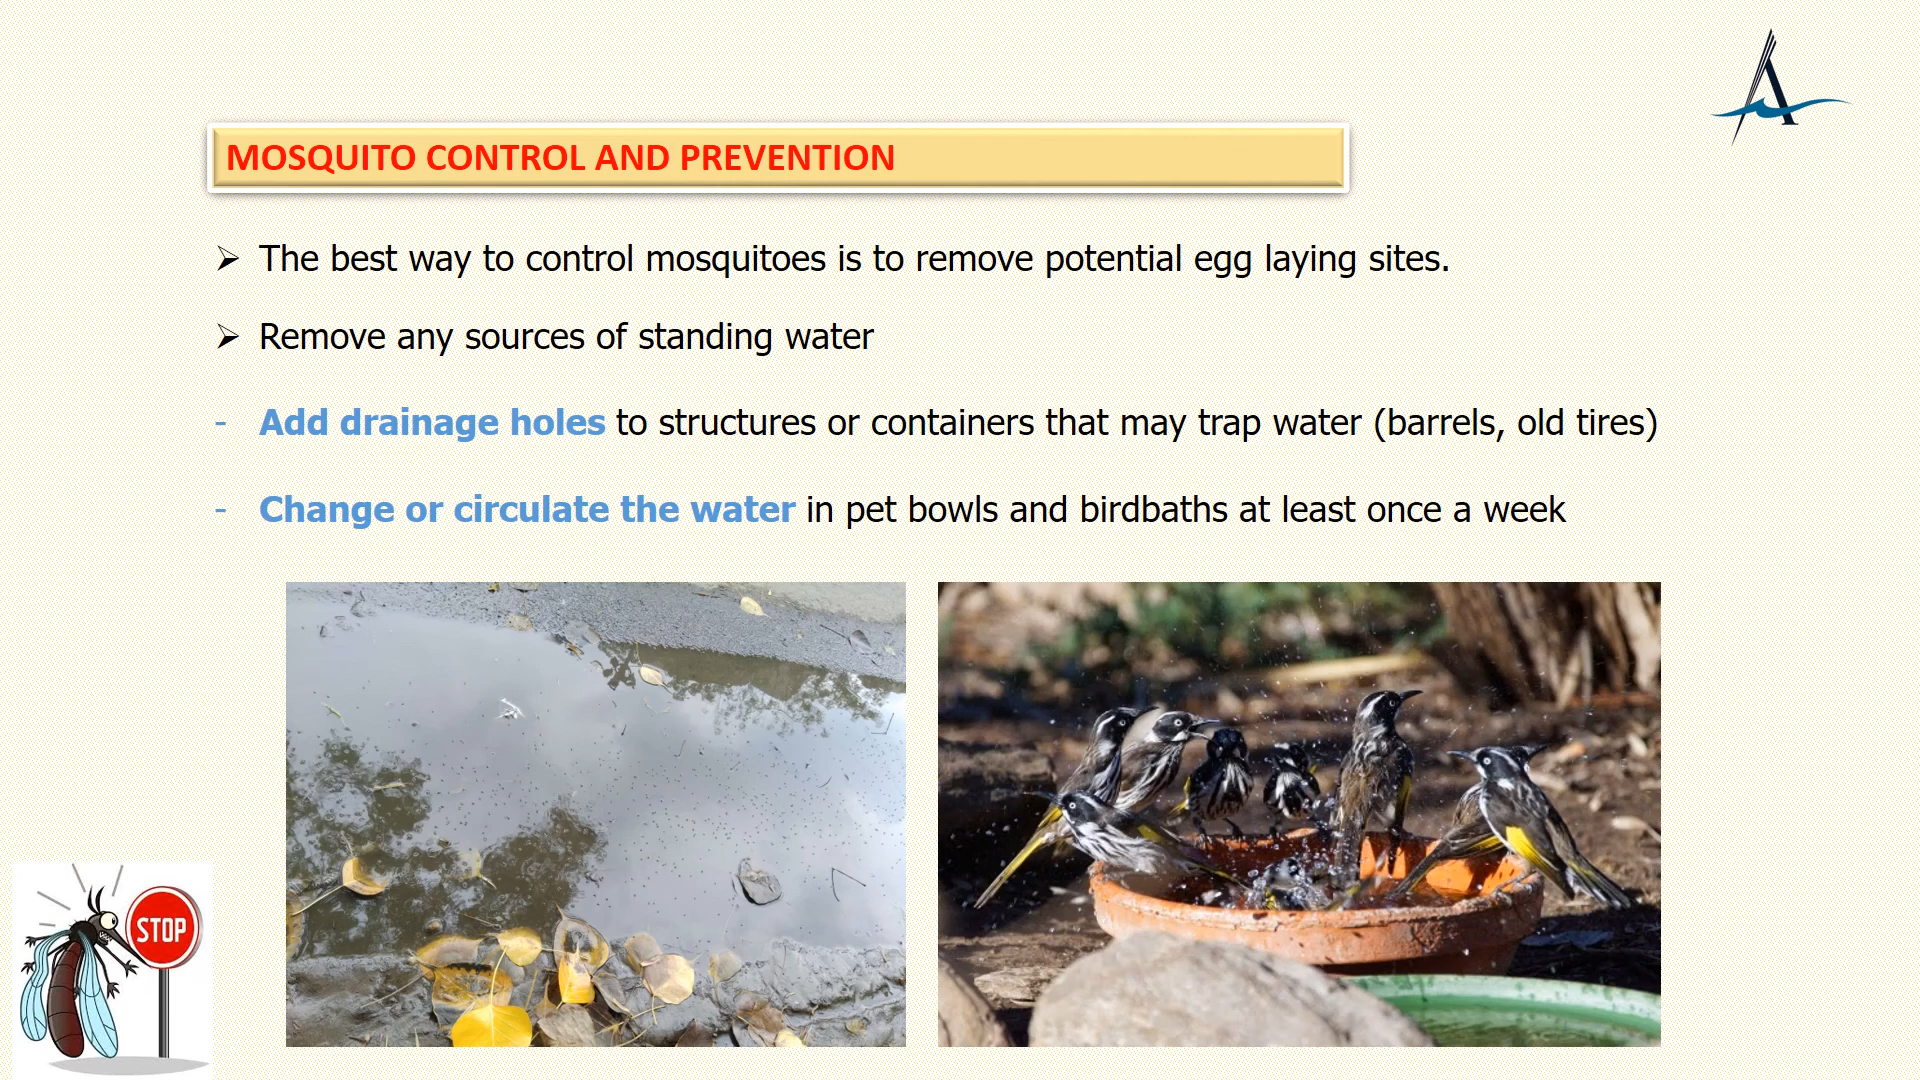 MOSQUITO CONTROL AND PREVENTION
➢ The best way to control mosquitoes is to remove potential egg laying sites.
➢ Remove any sources of standing water
- Add drainage holes to structures or containers that may trap water (barrels, old tires)
- Change or circulate the water in pet bowls and birdbaths at least once a week
STOP